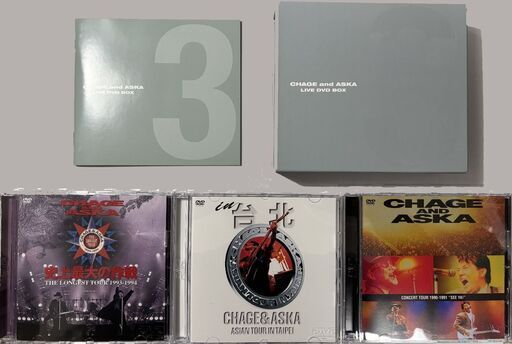 3
CHAGE and ASKA
LIVE DVD BOX
CHAGE and ASKA
LIVE DVD BOX
DVD
CHAGE
AND
ASKA
史上最大の作戦
THE LONGEST TOUR 1993-1994
DVD
台北
CHAGE&ASKA
ASIAN TOUR IN TAIPEI
DVD
CHAGE
AND
ASKA
CONCERT TOUR 1990-1991 "SEE YA!"